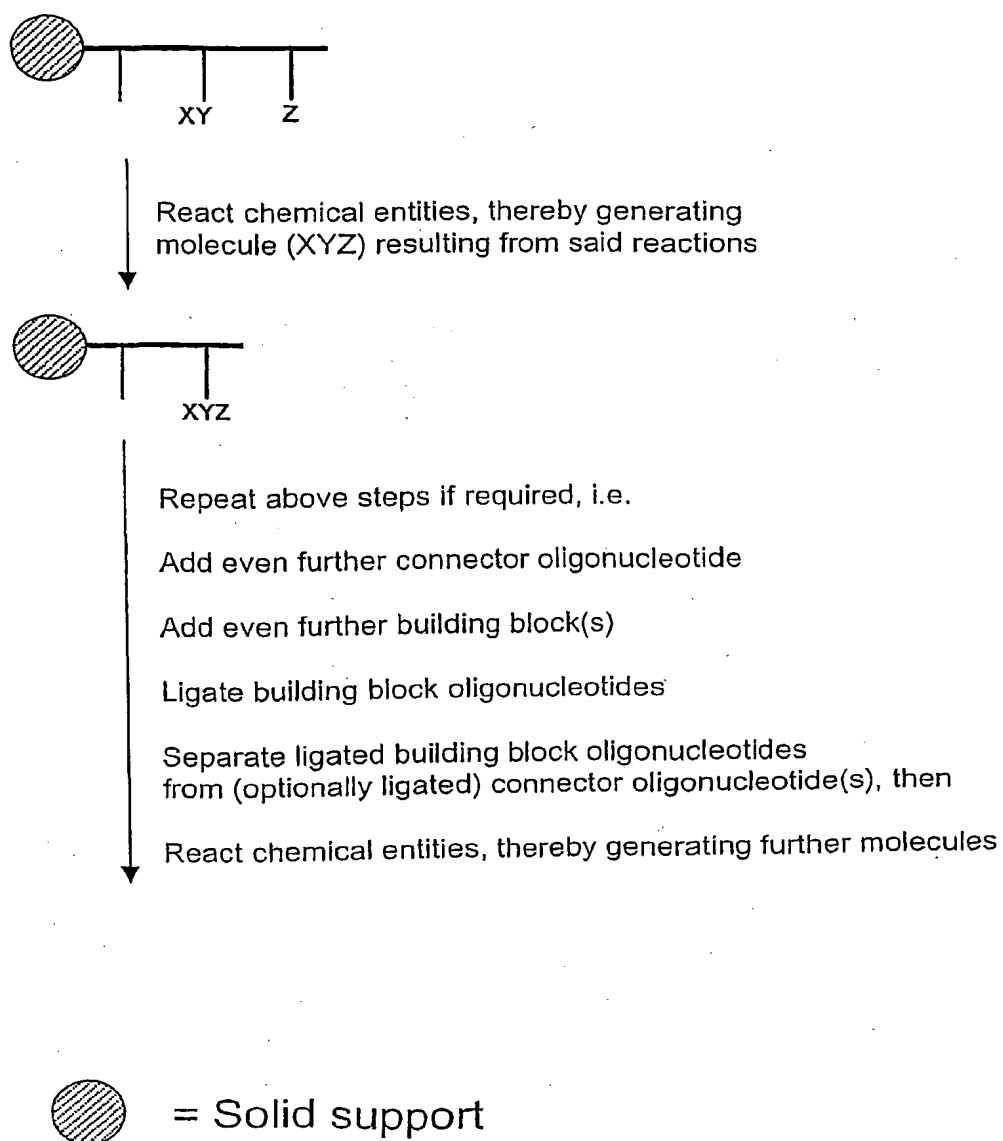 XY Z
React chemical entities, thereby generating
molecule (XYZ) resulting from said reactions
XYZ
Repeat above steps if required, i.e.
Add even further connector oligonucleotide
Add even further building block(s)
Ligate building block oligonucleotides
Separate ligated building block oligonucleotides
from (optionally ligated) connector oligonucleotide(s), then
React chemical entities, thereby generating further molecules
= Solid support